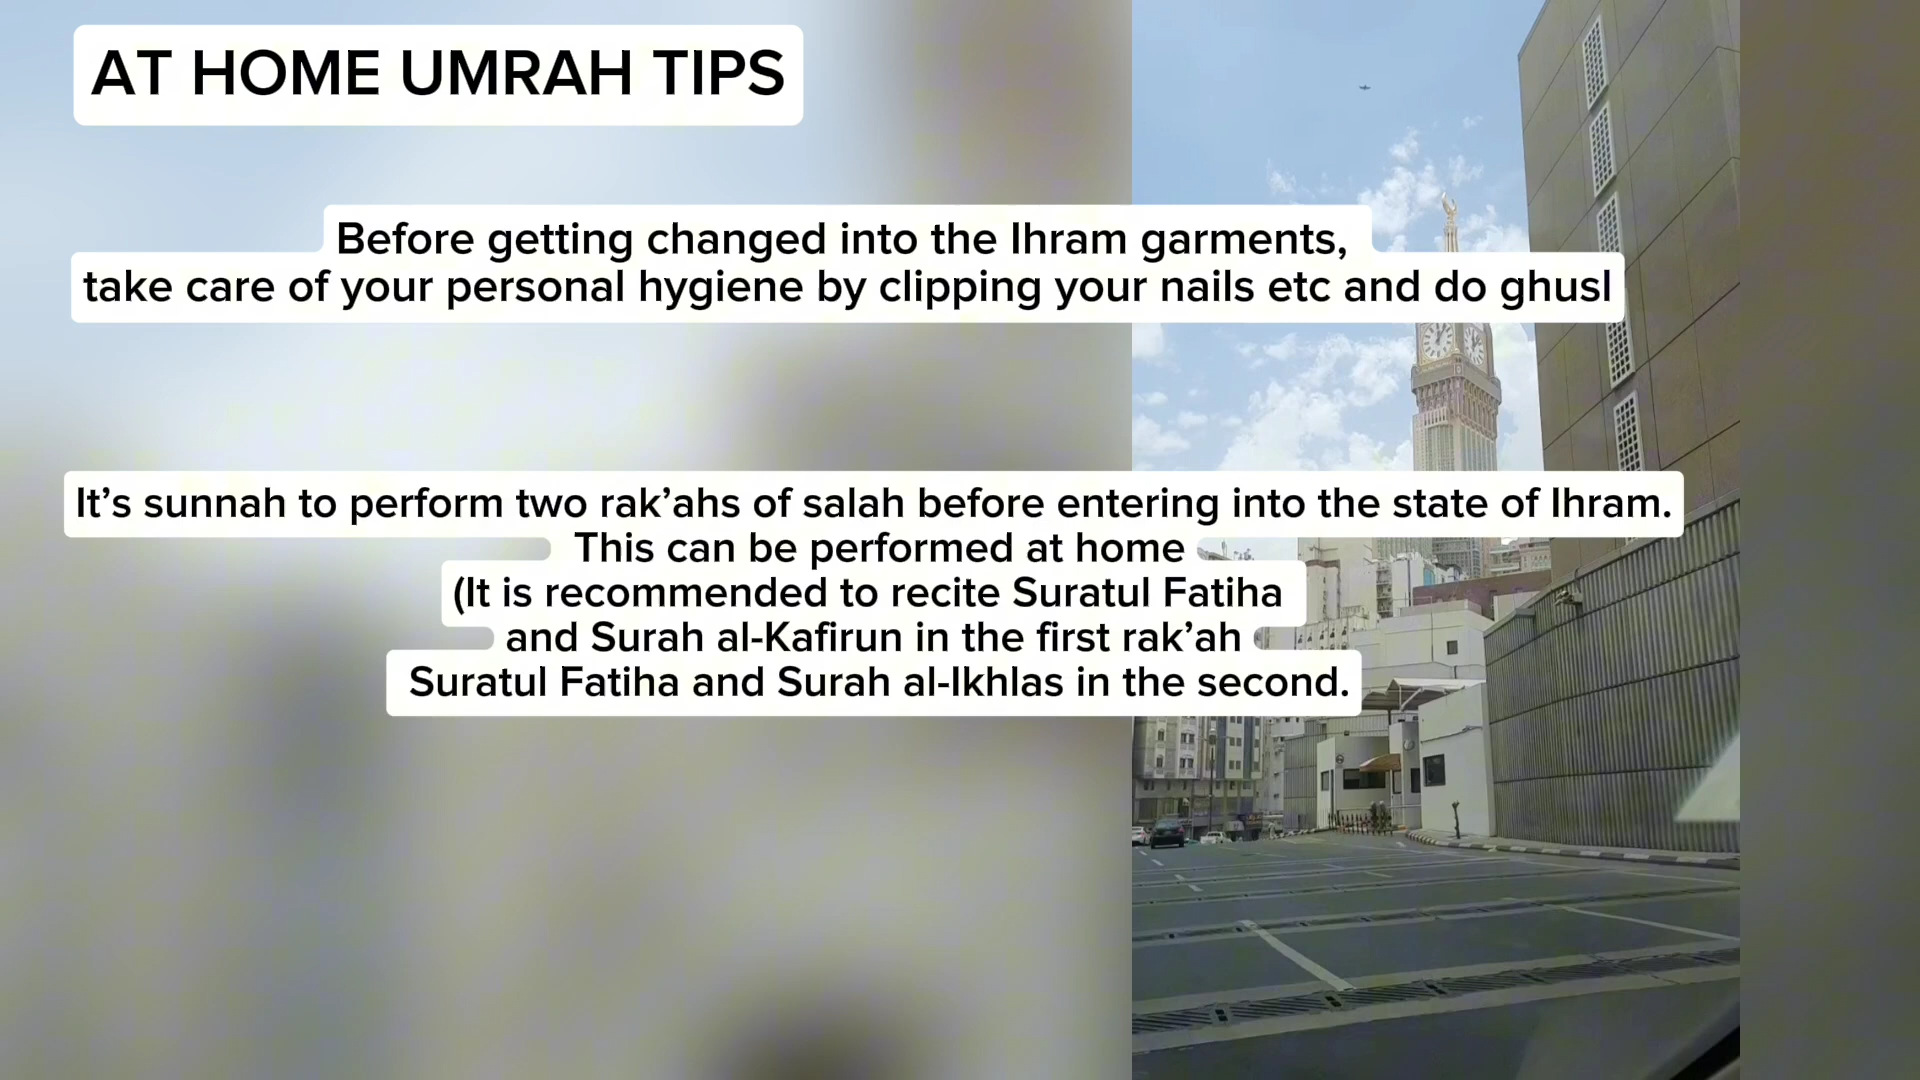 AT HOME UMRAH TIPS
Before getting changed into the Ihram garments,
take care of your personal hygiene by clipping your nails etc and do ghusl
It’s sunnah to perform two rak’ahs of salah before entering into the state of Ihram.
This can be performed at home
(It is recommended to recite Suratul Fatiha
and Surah al-Kafirun in the first rak’ah
Suratul Fatiha and Surah al-Ikhlas in the second.